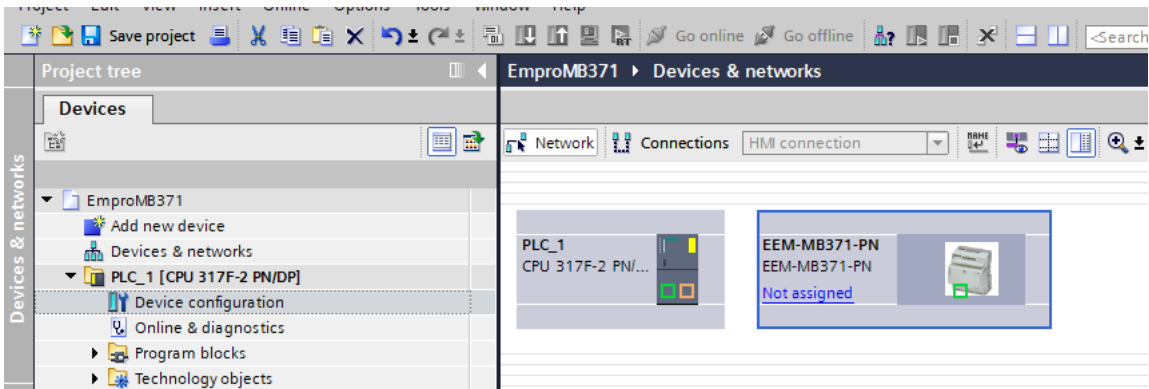 Save project
Go online
Go offline
<Search
Project tree
EmproMB371 ▸ Devices & networks
Devices
Network
Connections
HMI connection
Devices & networks
EmproMB371
Add new device
Devices & networks
PLC_1 [CPU 317F-2 PN/DP]
Device configuration
Online & diagnostics
Program blocks
Technology objects
PLC_1
CPU 317F-2 PN/...
EEM-MB371-PN
EEM-MB371-PN
Not assigned